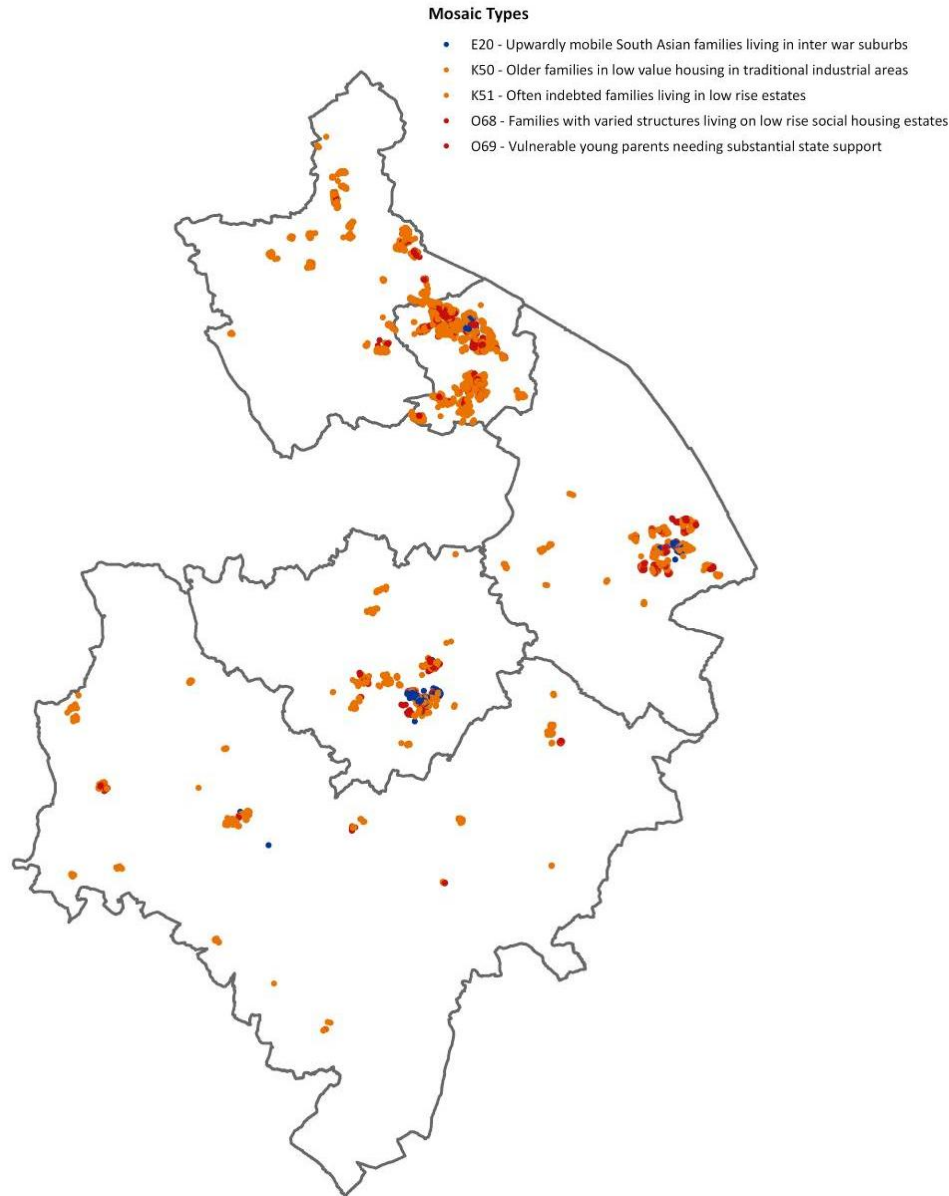 Mosaic Types
E20 - Upwardly mobile South Asian families living in inter war suburbs
K50 - Older families in low value housing in traditional industrial areas
K51 - Often indebted families living in low rise estates
O68 - Families with varied structures living on low rise social housing estates
O69 - Vulnerable young parents needing substantial state support